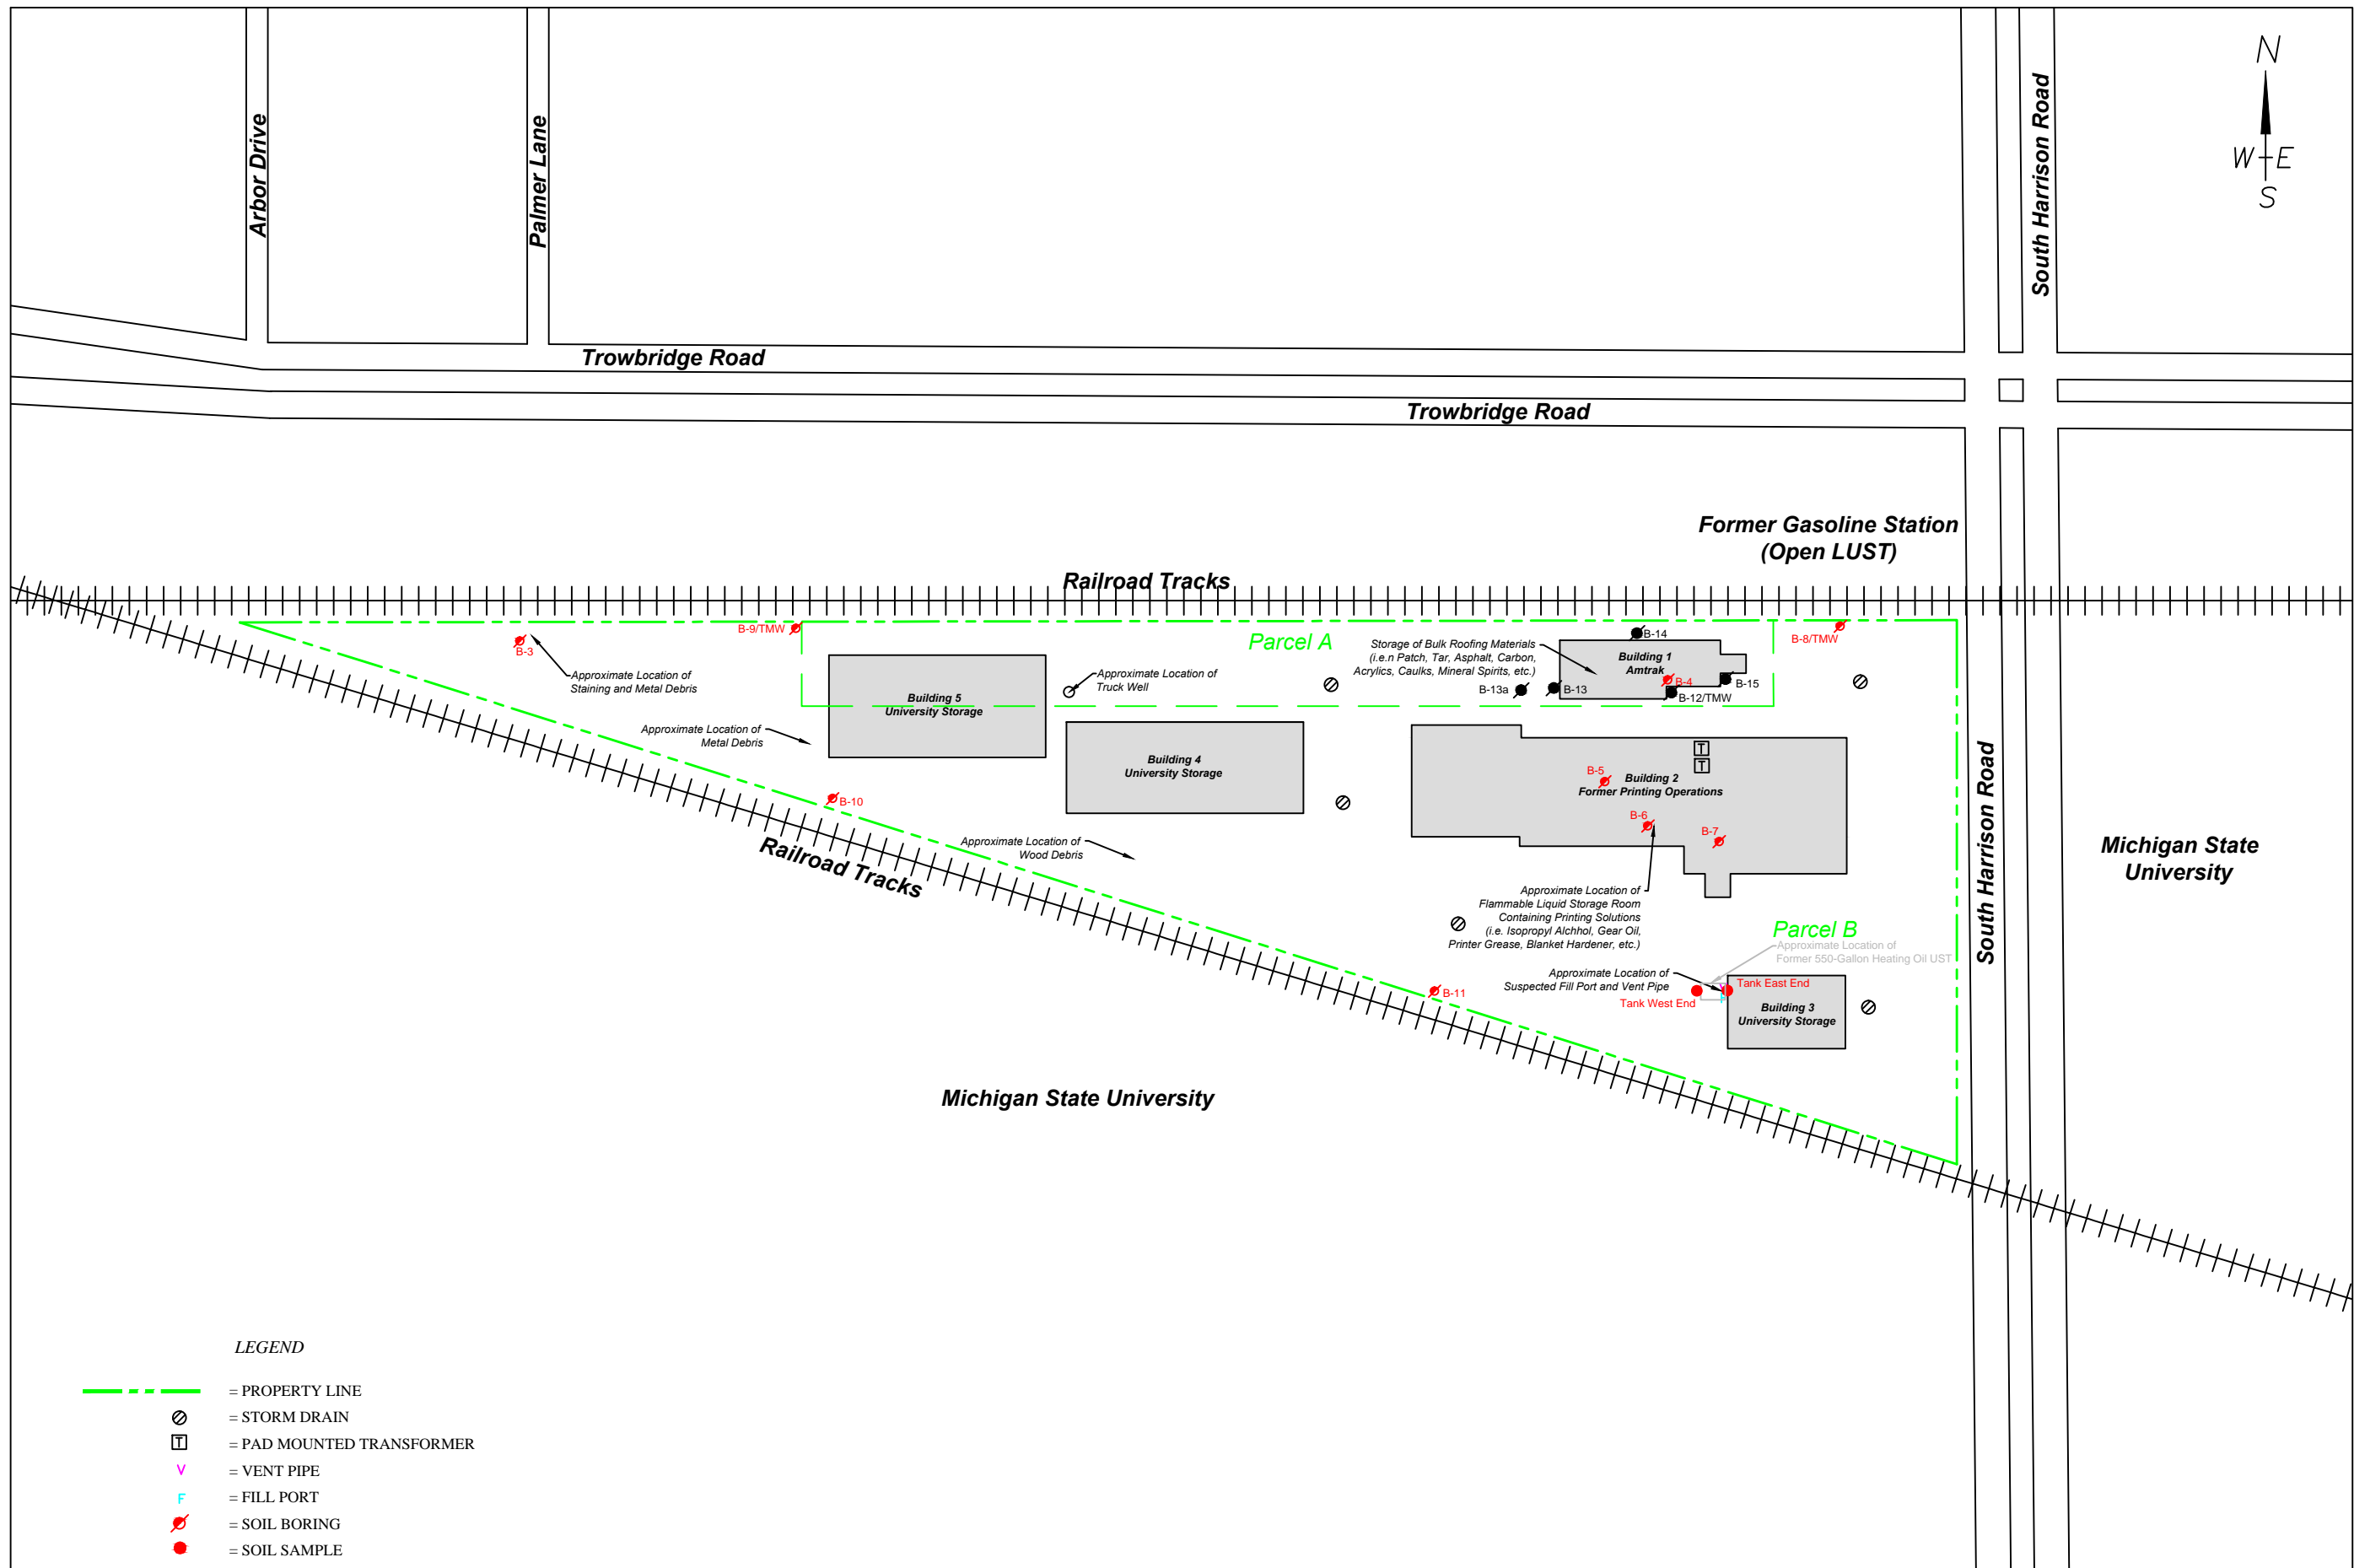 N
W E
S
Arbor Drive
Palmer Lane
South Harrison Road
Trowbridge Road
Trowbridge Road
Former Gasoline Station
(Open LUST)
Railroad Tracks
B-9/TMW
B-3
Approximate Location of
Staining and Metal Debris
Parcel A
Storage of Bulk Roofing Materials
(i.e.n Patch, Tar, Asphalt, Carbon,
Acrylics, Caulks, Mineral Spirits, etc.)
B-14
B-8/TMW
Building 1
Amtrak
B-4
B-15
B-13a
B-13
B-12/TMW
Approximate Location of
Truck Well
Building 5
University Storage
Approximate Location of
Metal Debris
Building 4
University Storage
T
T
B-5
Building 2
Former Printing Operations
B-6
B-7
B-10
Approximate Location of
Wood Debris
Railroad Tracks
South Harrison Road
Michigan State
University
Approximate Location of
Flammable Liquid Storage Room
Containing Printing Solutions
(i.e. Isopropyl Alchhol, Gear Oil,
Printer Grease, Blanket Hardener, etc.)
Parcel B
Approximate Location of
Former 550-Gallon Heating Oil UST
Approximate Location of
Suspected Fill Port and Vent Pipe
V
F
Tank East End
Tank West End
B-11
Building 3
University Storage
Michigan State University
LEGEND
= PROPERTY LINE
= STORM DRAIN
T = PAD MOUNTED TRANSFORMER
V = VENT PIPE
F = FILL PORT
= SOIL BORING
= SOIL SAMPLE